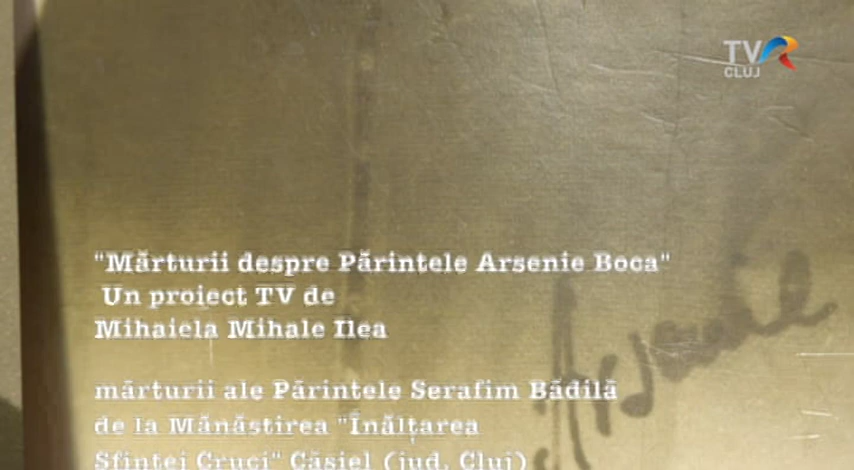 TVR
CLUJ
"Mărturii despre Părintele Arsenie Boca"
Un proiect TV de
Mihaiela Mihale Ilea
mărturii ale Părintele Serafim Bădilă
de la Mănăstirea "Înălțarea
Sfintei Cruci" Cășiel (jud. Cluj)